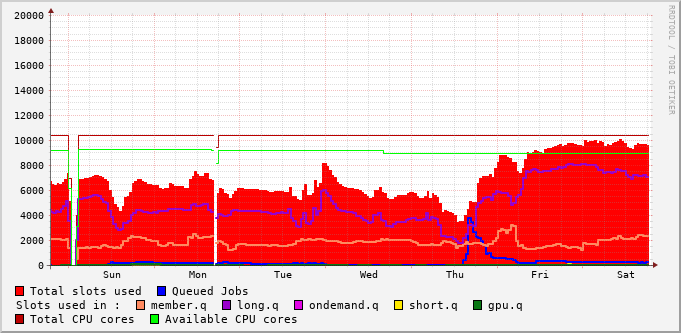 RRDTOOL / TOBI OETIKER
20000
18000
16000
14000
12000
10000
8000
6000
4000
2000
0
Sun Mon Tue Wed Thu Fri Sat
Total slots used Queued Jobs
Slots used in : member.q long.q ondemand.q short.q gpu.q
Total CPU cores Available CPU cores